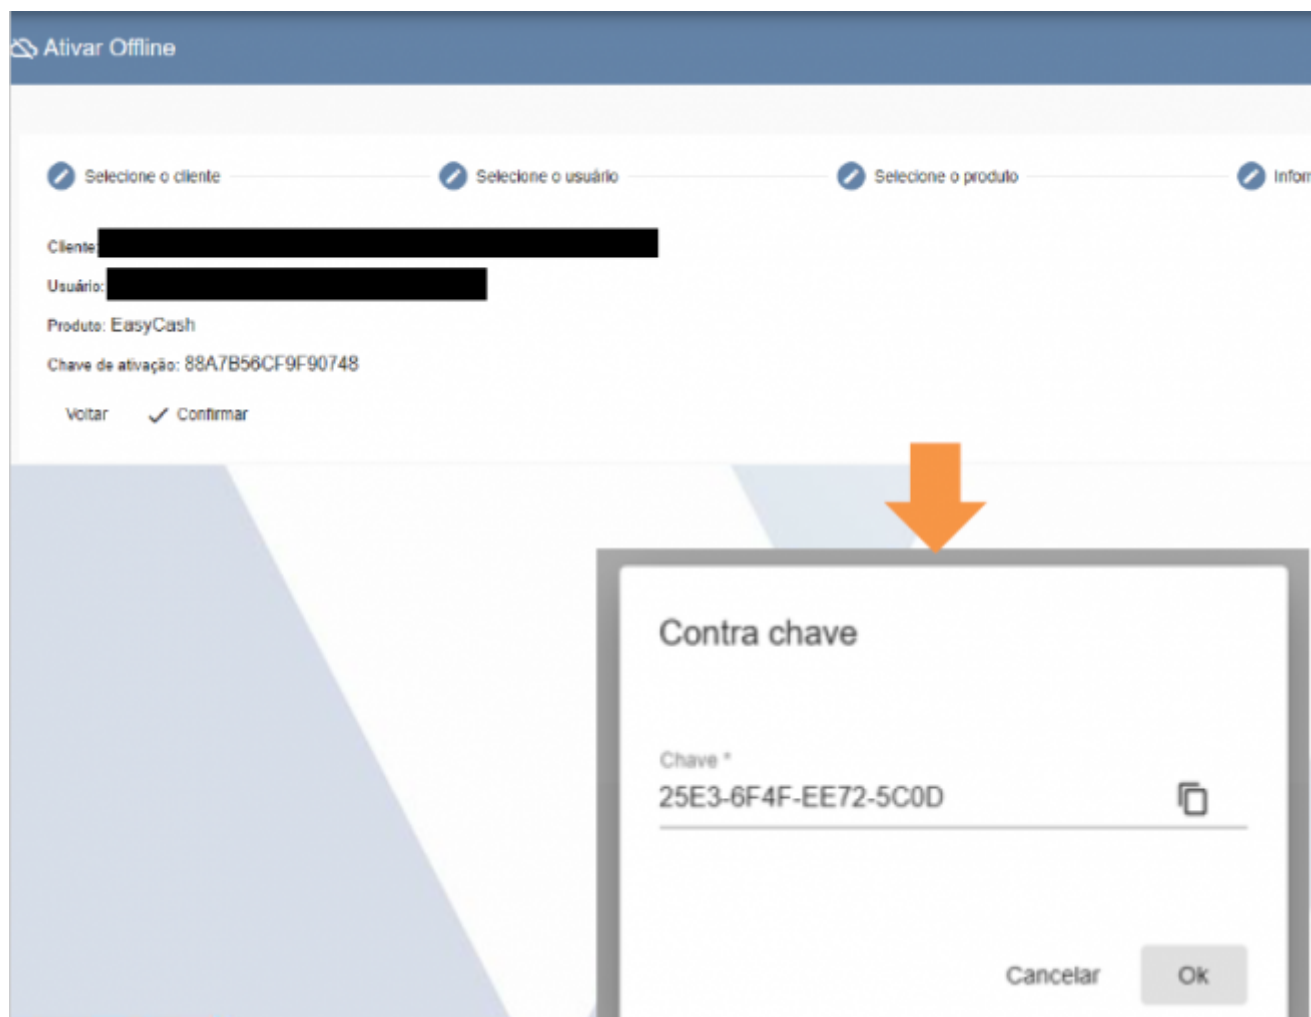 Ativar Offline
Selecione o cliente Selecione o usuário Selecione o produto Inform
Cliente:
Usuário:
Produto: EasyCash
Chave de ativação: 88A7B56CF9F90748
Voltar Confirmar
Contra chave
Chave *
25E3-6F4F-EE72-5C0D
Cancelar Ok